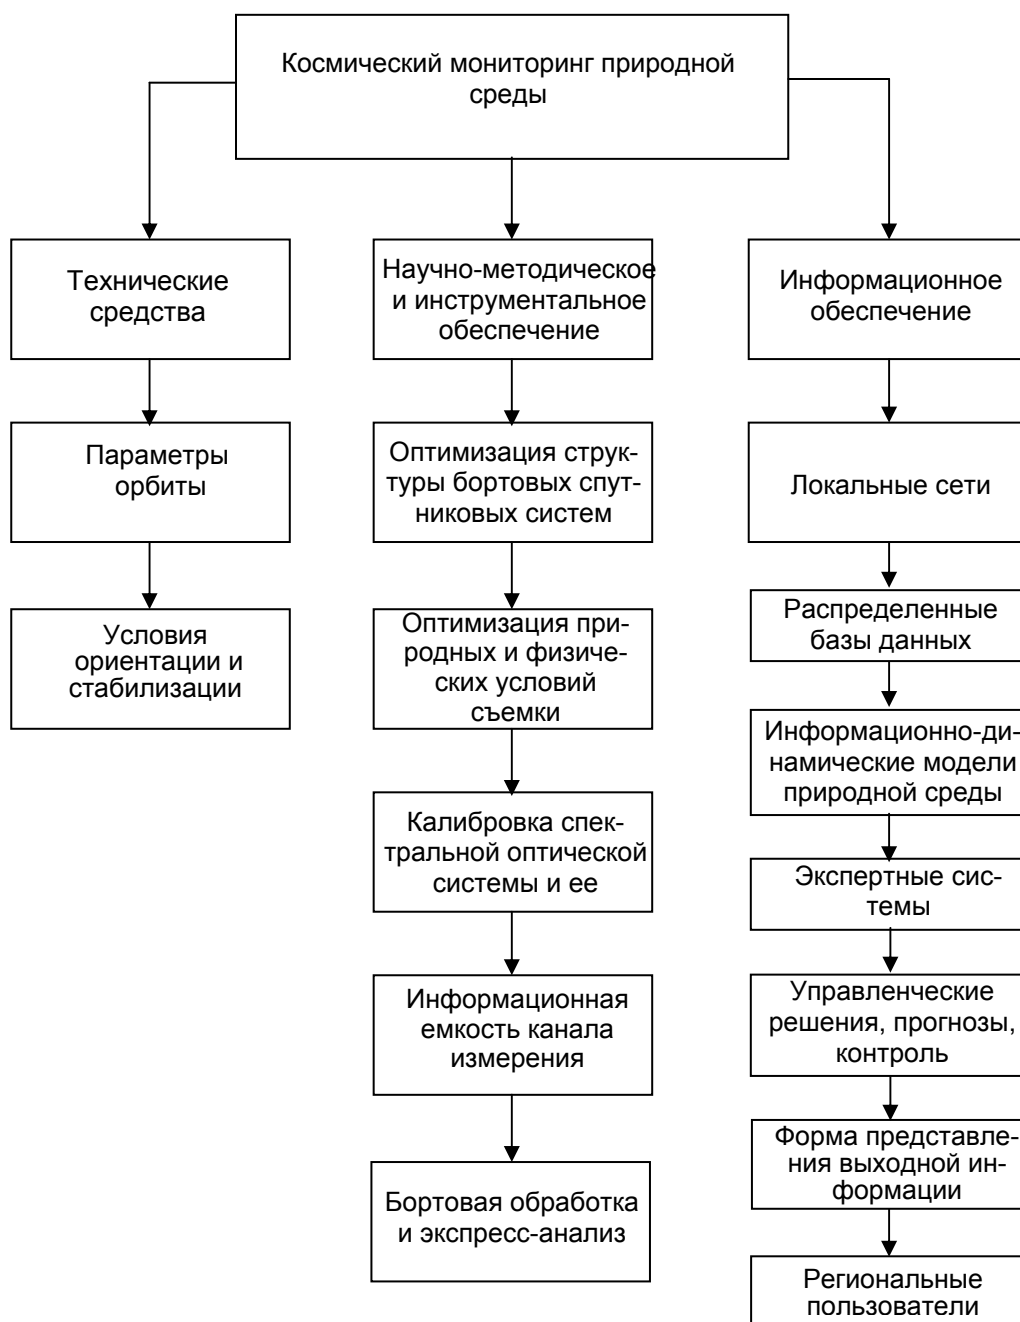 Космический мониторинг природной
среды
Технические
средства
Параметры
орбиты
Условия
ориентации и
стабилизации
Научно-методическое
и инструментальное
обеспечение
Оптимизация струк-
туры бортовых спут-
никовых систем
Оптимизация при-
родных и физиче-
ских условий
съемки
Калибровка спек-
тральной оптической
системы и ее
Информационная
емкость канала
измерения
Бортовая обработка
и экспресс-анализ
Информационное
обеспечение
Локальные сети
Распределенные
базы данных
Информационно-ди-
намические модели
природной среды
Экспертные сис-
темы
Управленческие
решения, прогнозы,
контроль
Форма представле-
ния выходной ин-
формации
Региональные
пользователи